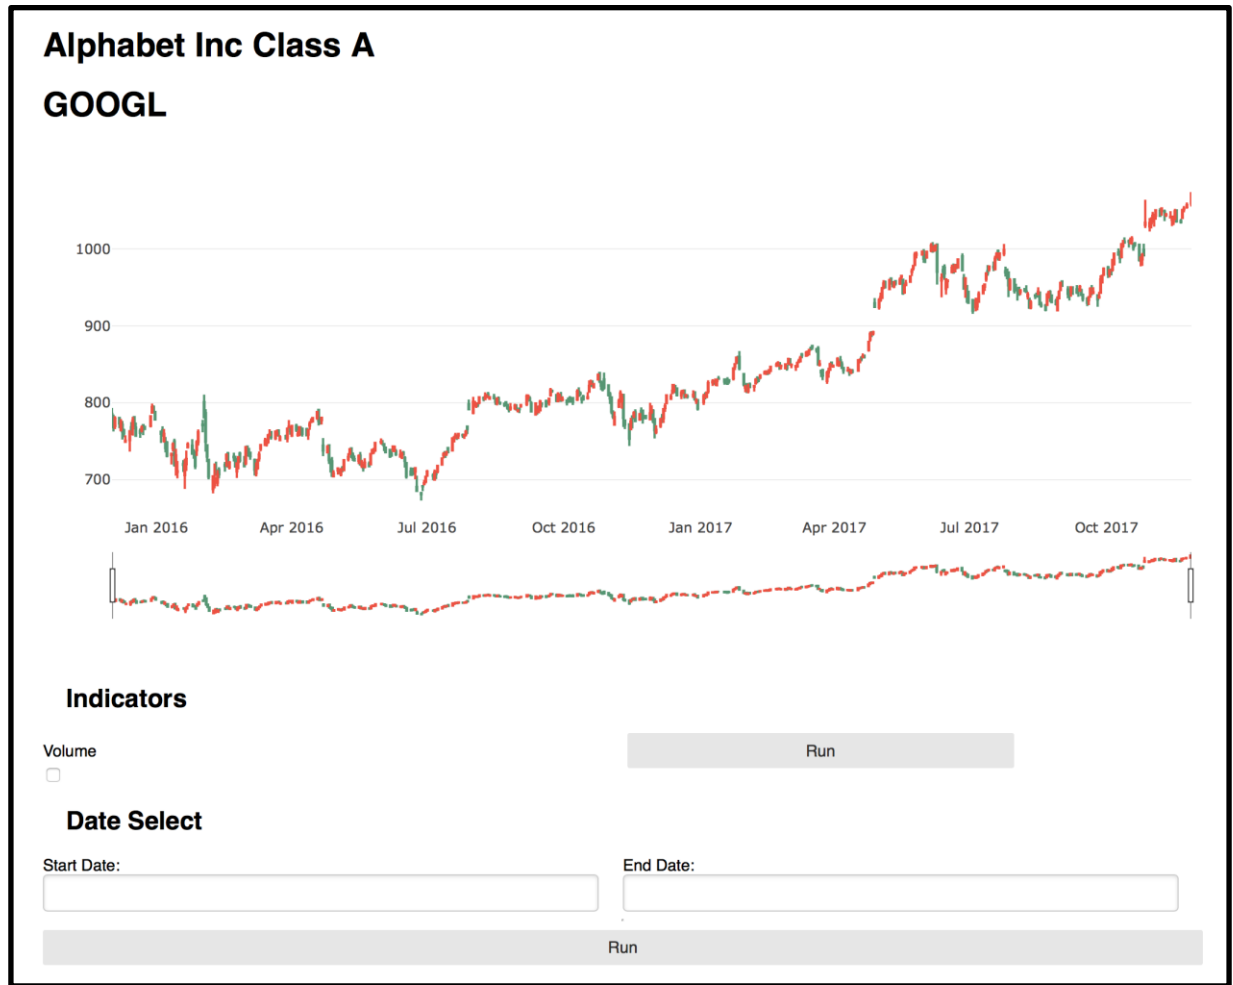 Alphabet Inc Class A
GOOGL
1000
900
800
700
Jan 2016 Apr 2016 Jul 2016 Oct 2016 Jan 2017 Apr 2017 Jul 2017 Oct 2017
Indicators
Volume Run
Date Select
Start Date: End Date:
Run